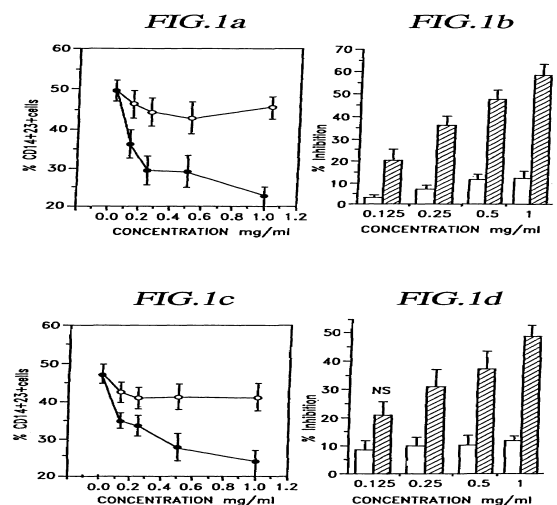 FIG.1a
60
50
40
30
20
% CD14+23+cells
0.0 0.2 0.4 0.6 0.8 1.0 1.2
CONCENTRATION mg/ml
FIG.1b
70
60
50
40
30
20
10
0
% Inhibition
0.125 0.25 0.5 1
CONCENTRATION mg/ml
FIG.1c
60
50
40
30
20
% CD14+23+cells
0.0 0.2 0.4 0.6 0.8 1.0 1.2
CONCENTRATION mg/ml
FIG.1d
50
40
30
20
10
0
% Inhibition
NS
0.125 0.25 0.5 1
CONCENTRATION mg/ml